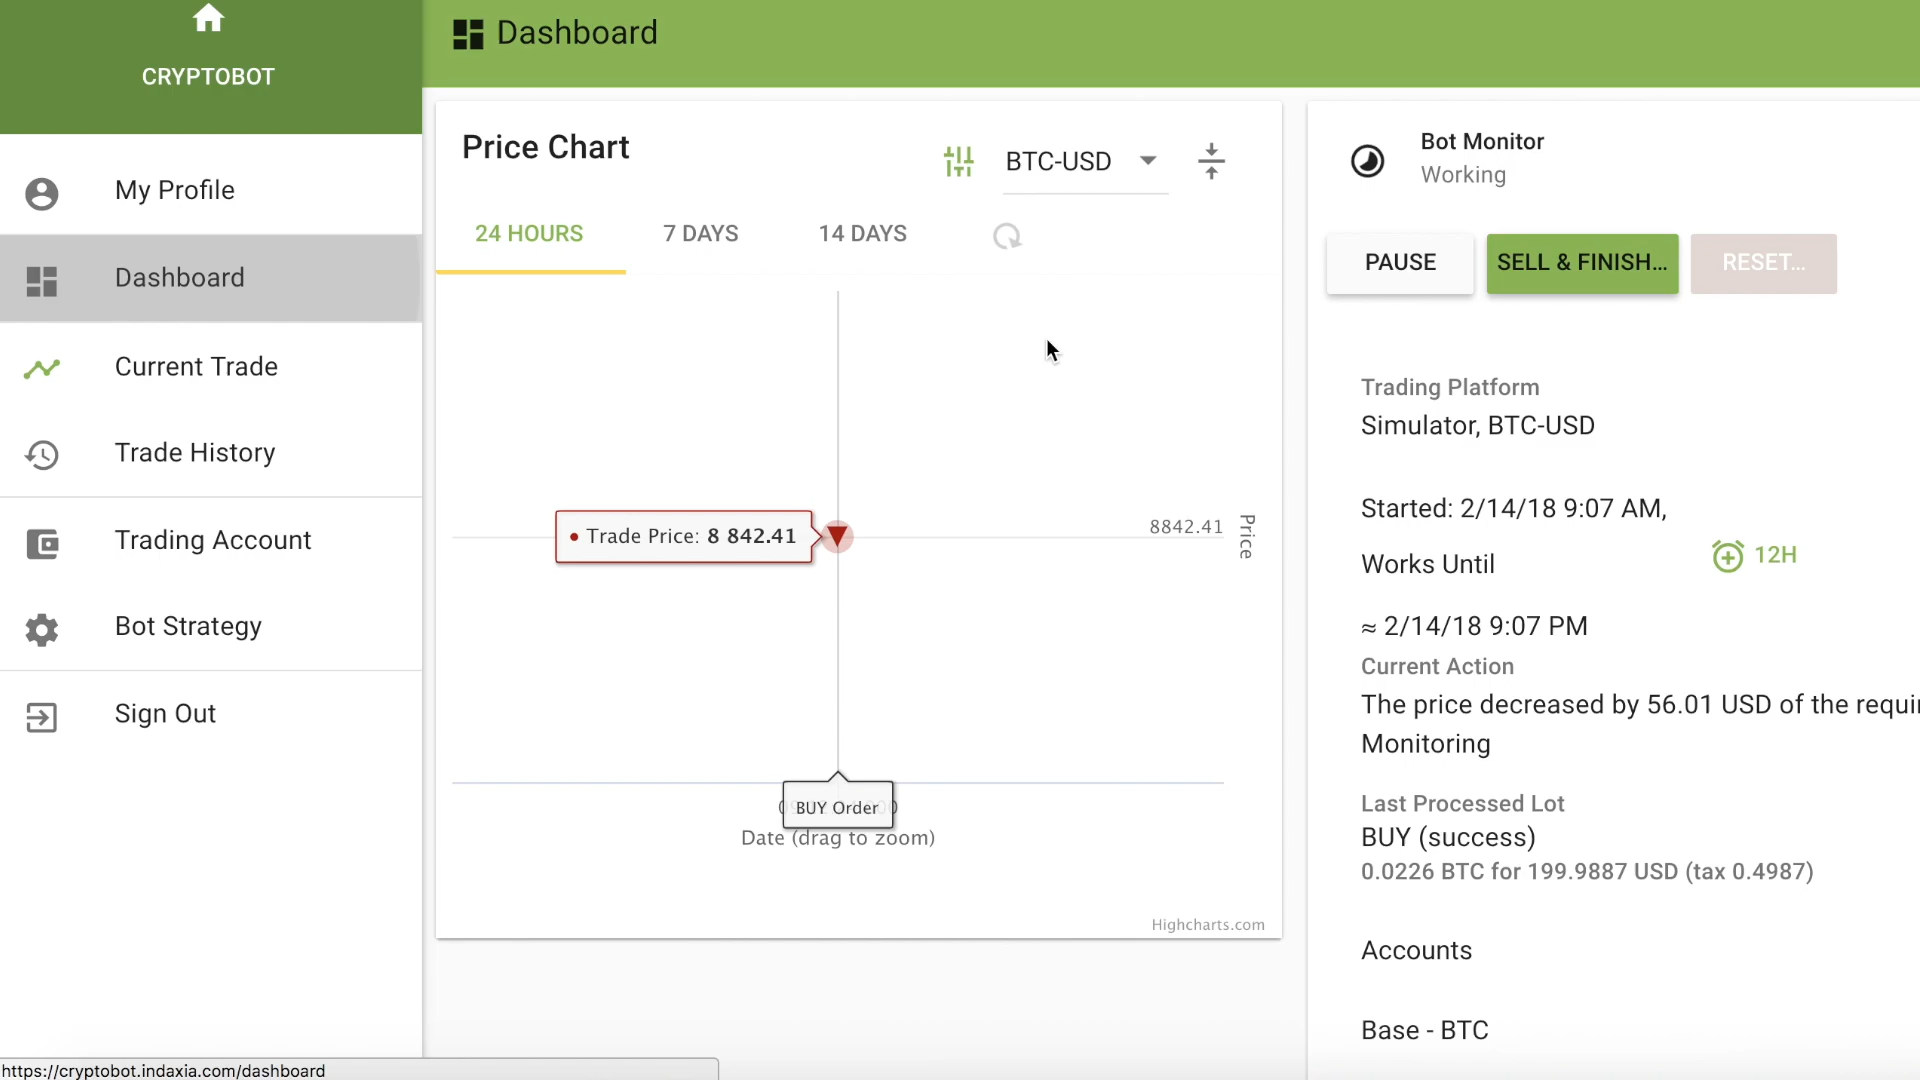 CRYPTOBOT
My Profile
Dashboard
Current Trade
Trade History
Trading Account
Bot Strategy
Sign Out
https://cryptobot.indaxia.com/dashboard
Dashboard
Price Chart
BTC-USD
24 HOURS
7 DAYS
14 DAYS
Trade Price: 8 842.41
8842.41
Price
BUY Order
Date (drag to zoom)
Highcharts.com
Bot Monitor
Working
PAUSE
SELL & FINISH...
RESET...
Trading Platform
Simulator, BTC-USD
Started: 2/14/18 9:07 AM,
Works Until
12H
≈ 2/14/18 9:07 PM
Current Action
The price decreased by 56.01 USD of the
Monitoring
Last Processed Lot
BUY (success)
0.0226 BTC for 199.9887 USD (tax 0.4987)
Accounts
Base - BTC